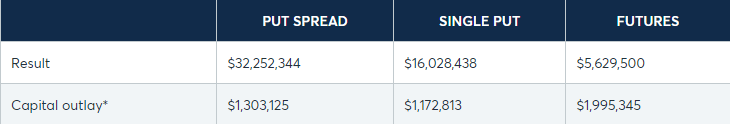 PUT SPREAD SINGLE PUT FUTURES
Result $32,252,344 $16,028,438 $5,629,500
Capital outlay* $1,303,125 $1,172,813 $1,995,345